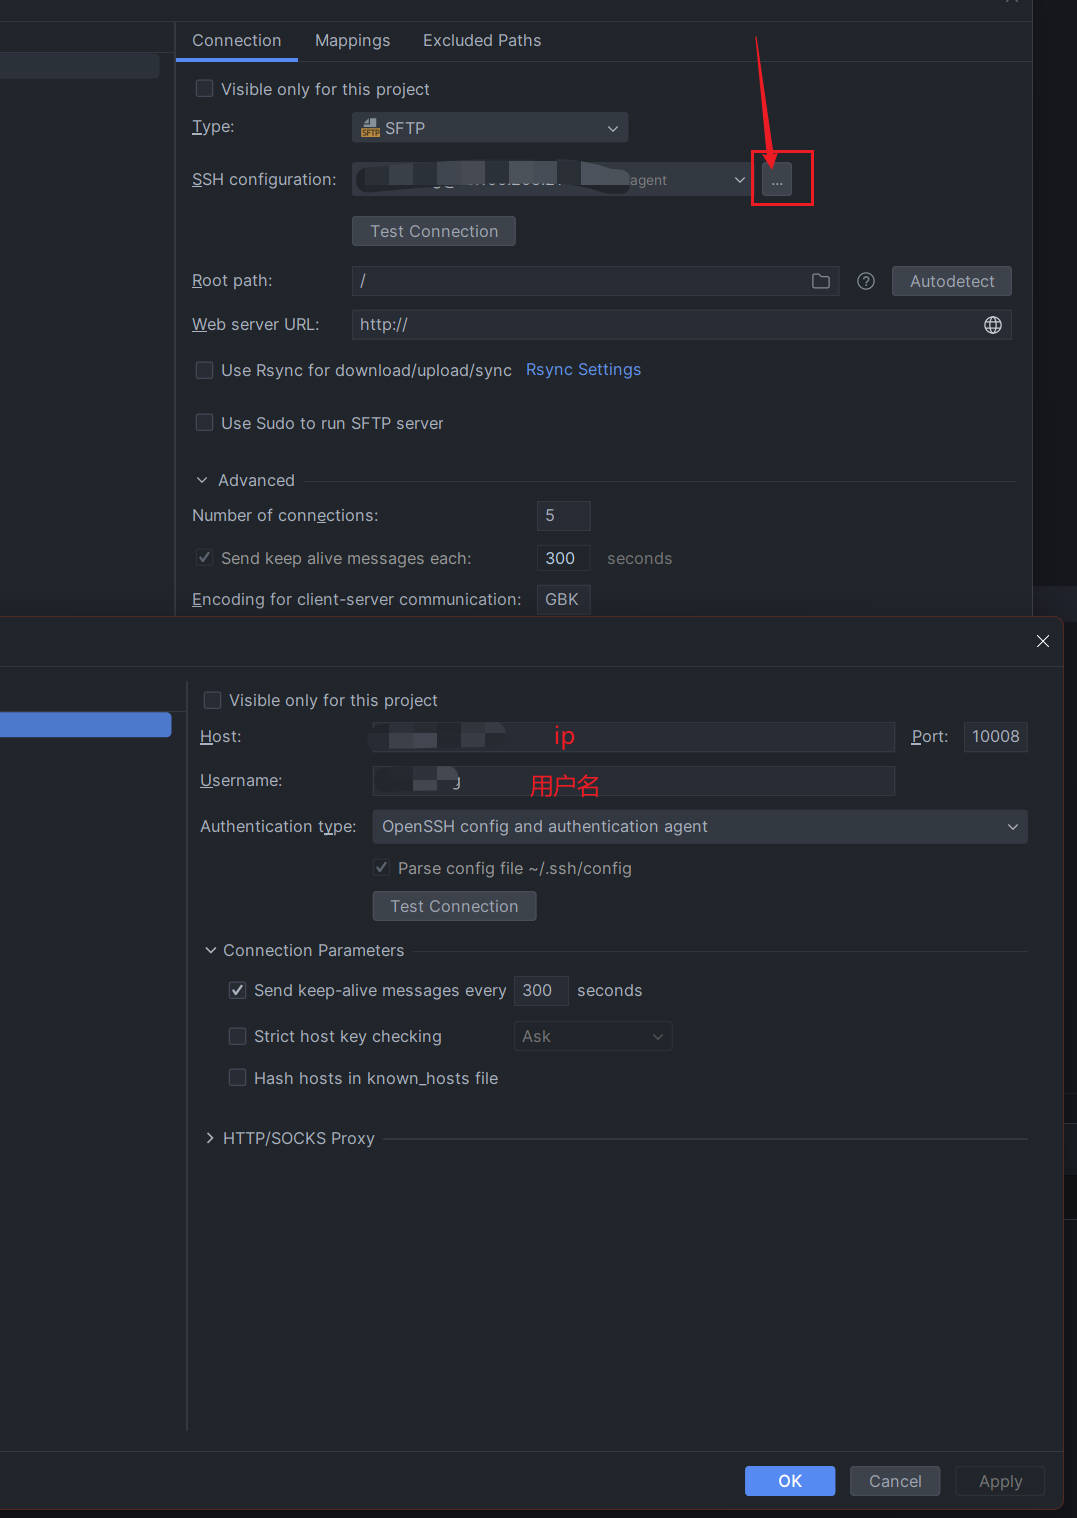 Connection Mappings Excluded Paths
Visible only for this project
Type: SFTP
SSH configuration: agent ...
Test Connection
Root path: / Autodetect
Web server URL: http://
Use Rsync for download/upload/sync Rsync Settings
Use Sudo to run SFTP server
Advanced
Number of connections: 5
Send keep alive messages each: 300 seconds
Encoding for client-server communication: GBK
Visible only for this project
Host: ip Port: 10008
Username: g 用户名
Authentication type: OpenSSH config and authentication agent
Parse config file ~/.ssh/config
Test Connection
Connection Parameters
Send keep-alive messages every 300 seconds
Strict host key checking Ask
Hash hosts in known_hosts file
HTTP/SOCKS Proxy
OK Cancel Apply